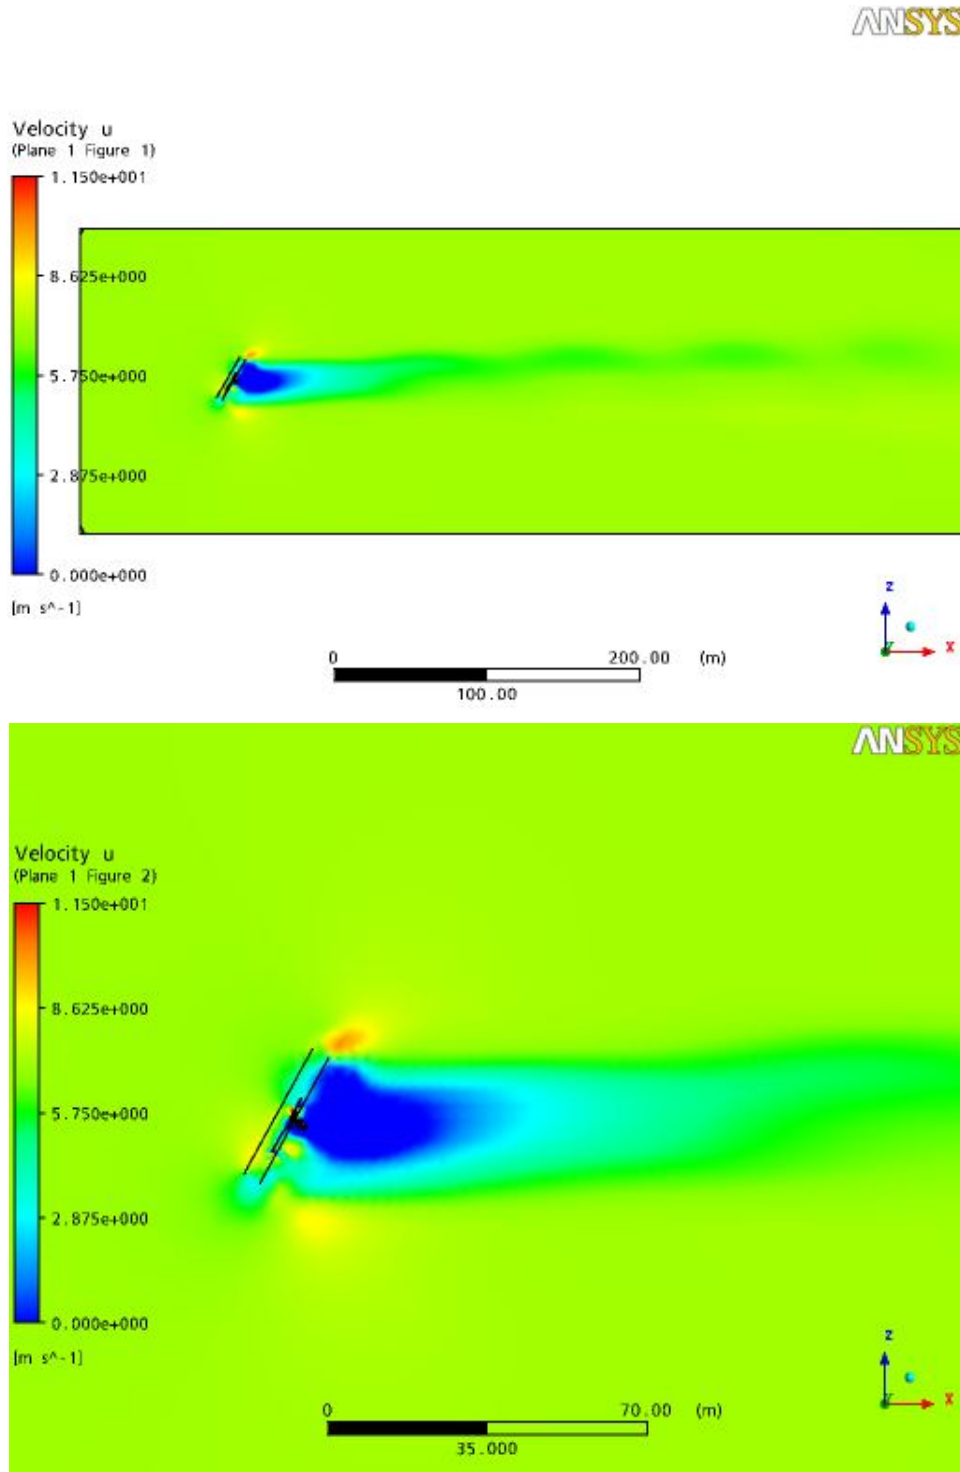 ANSYS
Velocity u
(Plane 1 Figure 1)
1.150e+001
8.625e+000
5.750e+000
2.875e+000
0.000e+000
[m s^-1]
z
Y
X
0 200.00 (m)
100.00
ANSYS
Velocity u
(Plane 1 Figure 2)
1.150e+001
8.625e+000
5.750e+000
2.875e+000
0.000e+000
[m s^-1]
z
Y
X
0 70.00 (m)
35.000